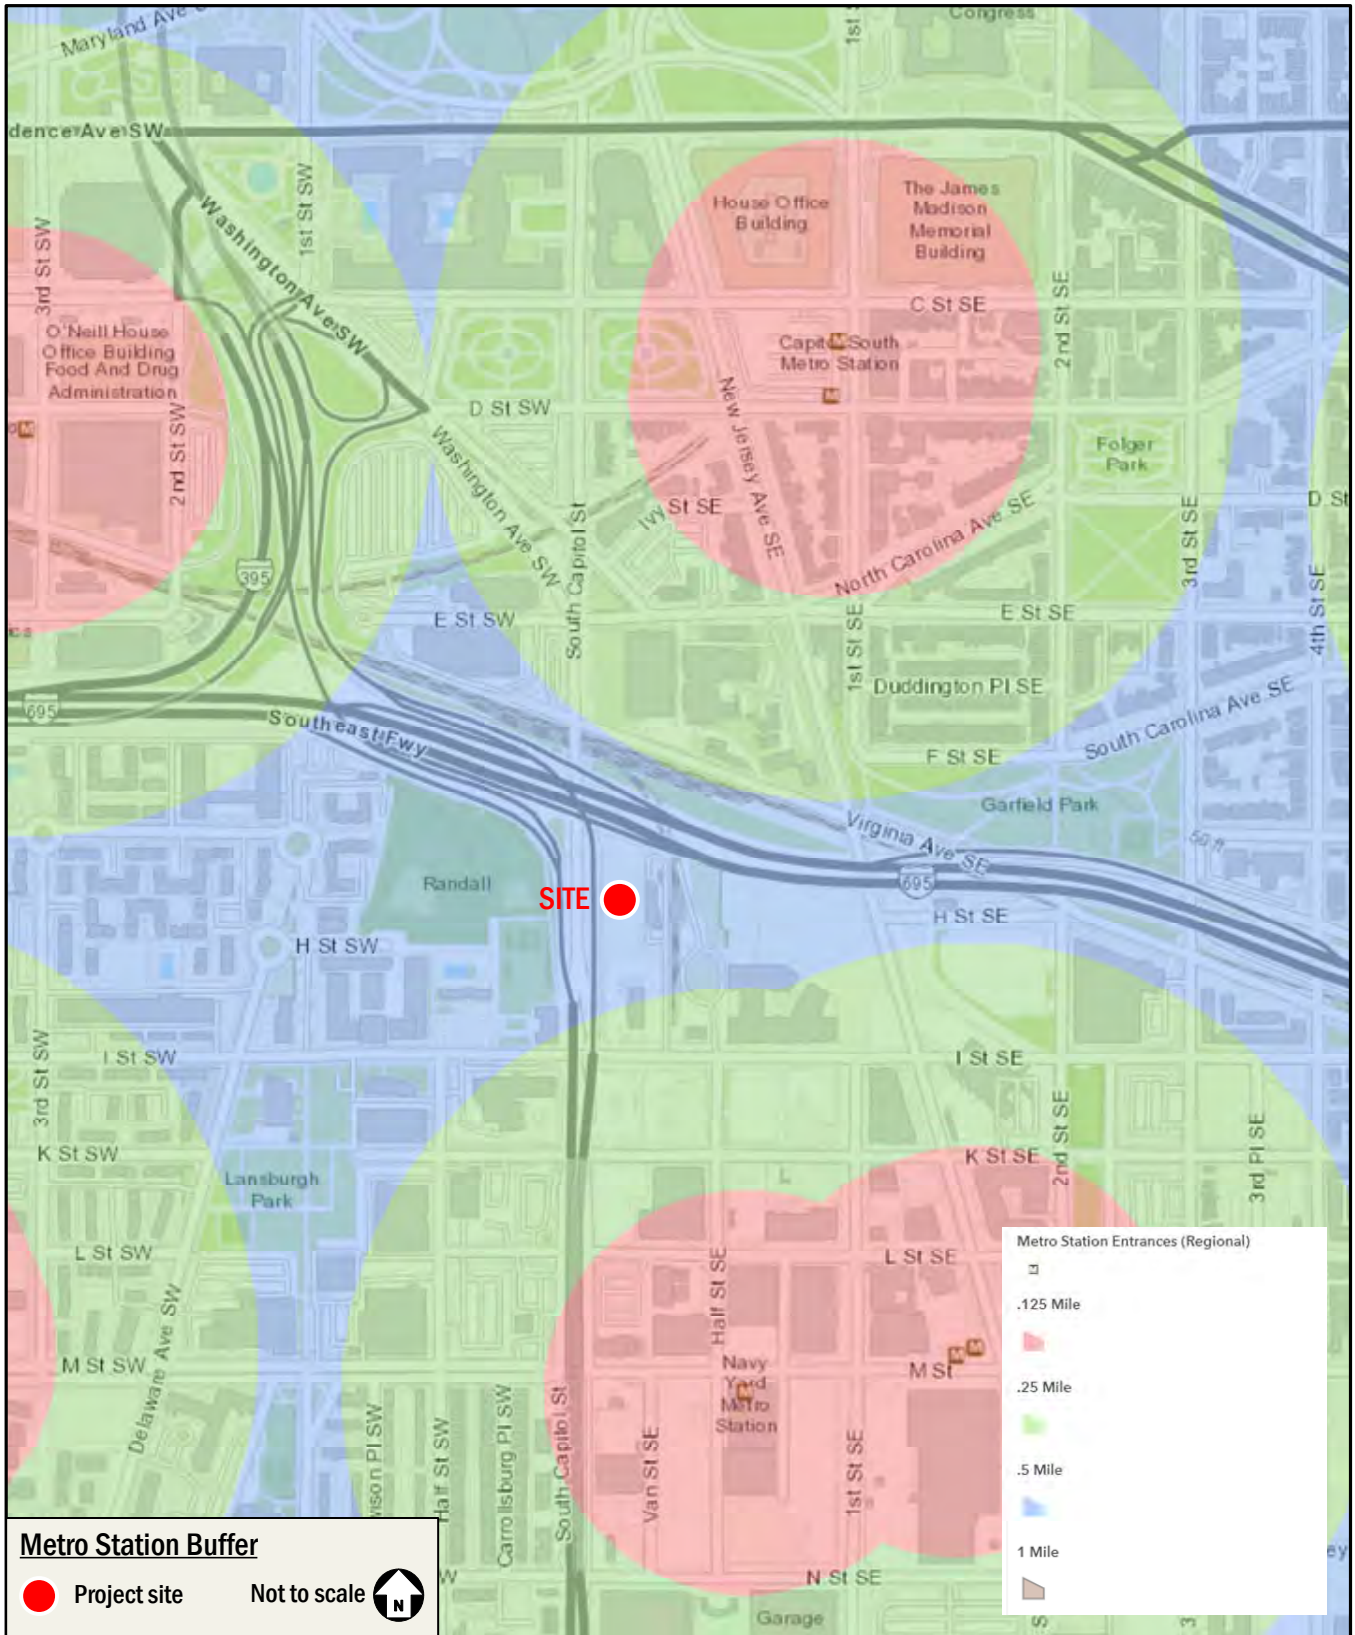 Maryland Ave
1st S
Congress
dence Ave SW
3rd St SW
Washington Ave SW
1st St SW
House Office
Building
The James
Madison
Memorial
Building
O'Neill House
Office Building
Food And Drug
Administration
2nd St SW
C St SE
2nd St SE
Capitol South
Metro Station
New Jersey Ave SE
D St SW
Washington Ave SW
South Capitol St
Ivy St SE
Folger
Park
3rd St SE
D St
North Carolina Ave SE
395
cs
E St SW
1st St SE
E St SE
4th St SE
Duddington Pl SE
South Carolina Ave SE
695
Southeast Fwy
F St SE
Garfield Park
Virginia Ave SE
50 ft
Randall
SITE
695
H St SE
H St SW
3rd St SW
I St SW
I St SE
K St SW
K St SE
2nd St SE
3rd Pl SE
Lansburgh
Park
L
L St SW
Delaware Ave SW
Half St SE
L St SE
M St SW
Navy
Yard
Metro
Station
M St
wison Pl SW
Half St SW
Carrollsburg Pl SW
South Capitol St
Van St SE
1st St SE
N St SE
W
Garage
S
3
ey
Metro Station Entrances (Regional)
M
.125 Mile
.25 Mile
.5 Mile
1 Mile
Metro Station Buffer
Project site
Not to scale
N